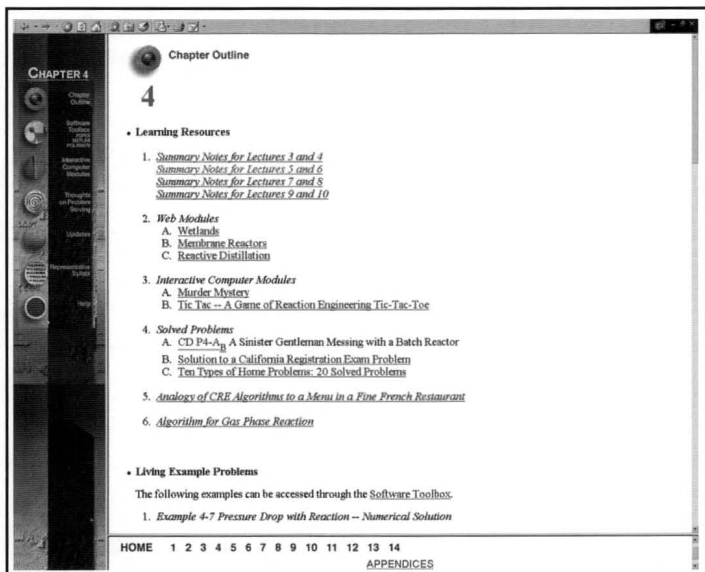 Chapter Outline
CHAPTER 4
4
Chapter
Outline
Software
Toolbox
POLYMATH
Interactive
Computer
Modules
Thoughts
on Problem
Solving
Updates
Representative
Syllabi
Help
• Learning Resources
1. Summary Notes for Lectures 3 and 4
Summary Notes for Lectures 5 and 6
Summary Notes for Lectures 7 and 8
Summary Notes for Lectures 9 and 10
2. Web Modules
A. Wetlands
B. Membrane Reactors
C. Reactive Distillation
3. Interactive Computer Modules
A. Murder Mystery
B. Tic Tac -- A Game of Reaction Engineering Tic-Tac-Toe
4. Solved Problems
A. CD P4-AB A Sinister Gentleman Messing with a Batch Reactor
B. Solution to a California Registration Exam Problem
C. Ten Types of Home Problems: 20 Solved Problems
5. Analogy of CRE Algorithms to a Menu in a Fine French Restaurant
6. Algorithm for Gas Phase Reaction
• Living Example Problems
The following examples can be accessed through the Software Toolbox.
1. Example 4-7 Pressure Drop with Reaction -- Numerical Solution
HOME 1 2 3 4 5 6 7 8 9 10 11 12 13 14
APPENDICES